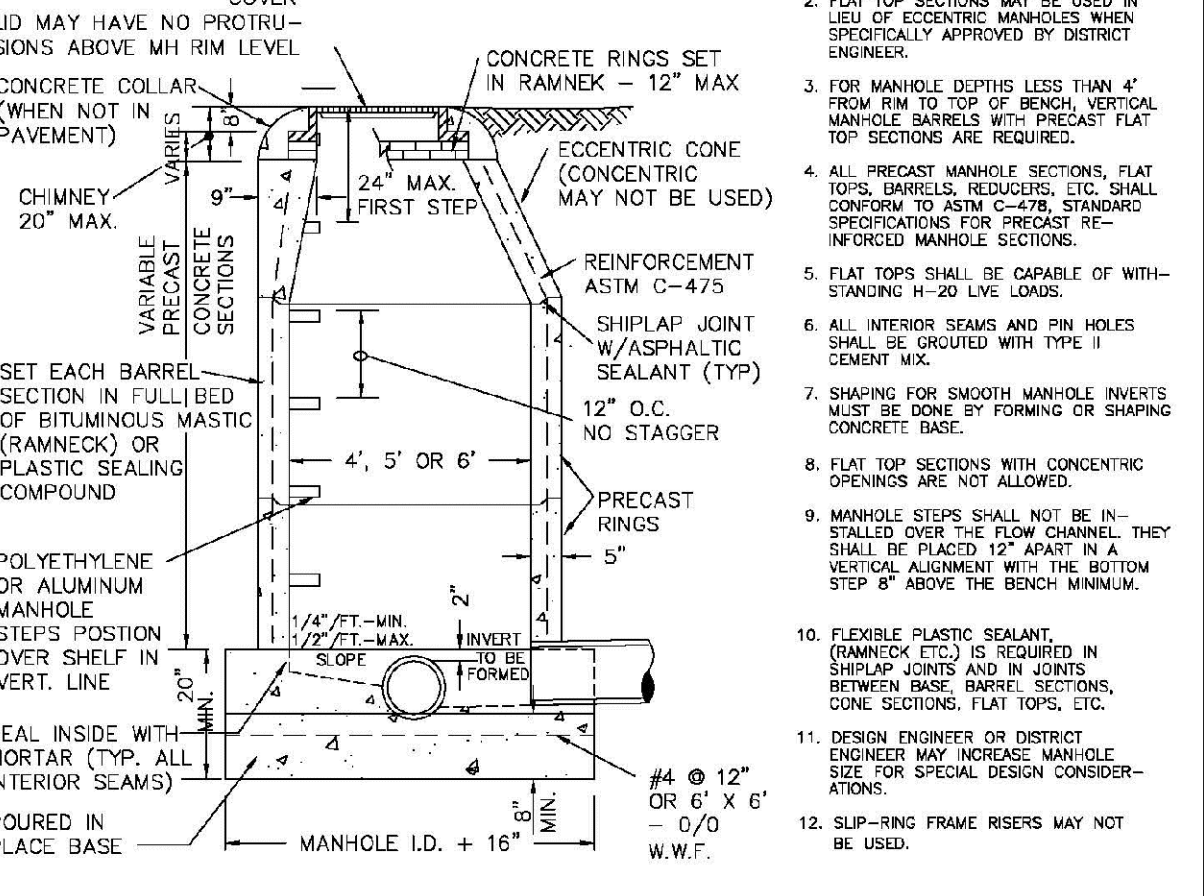 COVER
LID MAY HAVE NO PROTRU-
SIONS ABOVE MH RIM LEVEL
CONCRETE COLLAR
(WHEN NOT IN
PAVEMENT)
VARIES
8"
CHIMNEY
20" MAX.
9"
24" MAX.
FIRST STEP
CONCRETE RINGS SET
IN RAMNEK - 12" MAX
ECCENTRIC CONE
(CONCENTRIC
MAY NOT BE USED)
VARIABLE
PRECAST
CONCRETE
SECTIONS
REINFORCEMENT
ASTM C-475
SHIPLAP JOINT
W/ASPHALTIC
SEALANT (TYP)
SET EACH BARREL
SECTION IN FULL BED
OF BITUMINOUS MASTIC
(RAMNECK) OR
PLASTIC SEALING
COMPOUND
12" O.C.
NO STAGGER
4', 5' OR 6'
PRECAST
RINGS
5"
POLYETHYLENE
OR ALUMINUM
MANHOLE
STEPS POSTION
OVER SHELF IN
VERT. LINE
1/4"/FT.-MIN.
1/2"/FT.-MAX.
SLOPE
2"
INVERT
TO BE
FORMED
20"
MIN.
SEAL INSIDE WITH
MORTAR (TYP. ALL
INTERIOR SEAMS)
POURED IN
PLACE BASE
MANHOLE I.D. + 16"
8"
MIN.
#4 @ 12"
OR 6' X 6'
- 0/0
W.W.F.
2. FLAT TOP SECTIONS MAY BE USED IN
LIEU OF ECCENTRIC MANHOLES WHEN
SPECIFICALLY APPROVED BY DISTRICT
ENGINEER.
3. FOR MANHOLE DEPTHS LESS THAN 4'
FROM RIM TO TOP OF BENCH, VERTICAL
MANHOLE BARRELS WITH PRECAST FLAT
TOP SECTIONS ARE REQUIRED.
4. ALL PRECAST MANHOLE SECTIONS, FLAT
TOPS, BARRELS, REDUCERS, ETC. SHALL
CONFORM TO ASTM C-478, STANDARD
SPECIFICATIONS FOR PRECAST RE-
INFORCED MANHOLE SECTIONS.
5. FLAT TOPS SHALL BE CAPABLE OF WITH-
STANDING H-20 LIVE LOADS.
6. ALL INTERIOR SEAMS AND PIN HOLES
SHALL BE GROUTED WITH TYPE II
CEMENT MIX.
7. SHAPING FOR SMOOTH MANHOLE INVERTS
MUST BE DONE BY FORMING OR SHAPING
CONCRETE BASE.
8. FLAT TOP SECTIONS WITH CONCENTRIC
OPENINGS ARE NOT ALLOWED.
9. MANHOLE STEPS SHALL NOT BE IN-
STALLED OVER THE FLOW CHANNEL. THEY
SHALL BE PLACED 12" APART IN A
VERTICAL ALIGNMENT WITH THE BOTTOM
STEP 8" ABOVE THE BENCH MINIMUM.
10. FLEXIBLE PLASTIC SEALANT,
(RAMNECK ETC.) IS REQUIRED IN
SHIPLAP JOINTS AND IN JOINTS
BETWEEN BASE, BARREL SECTIONS,
CONE SECTIONS, FLAT TOPS, ETC.
11. DESIGN ENGINEER OR DISTRICT
ENGINEER MAY INCREASE MANHOLE
SIZE FOR SPECIAL DESIGN CONSIDER-
ATIONS.
12. SLIP-RING FRAME RISERS MAY NOT
BE USED.